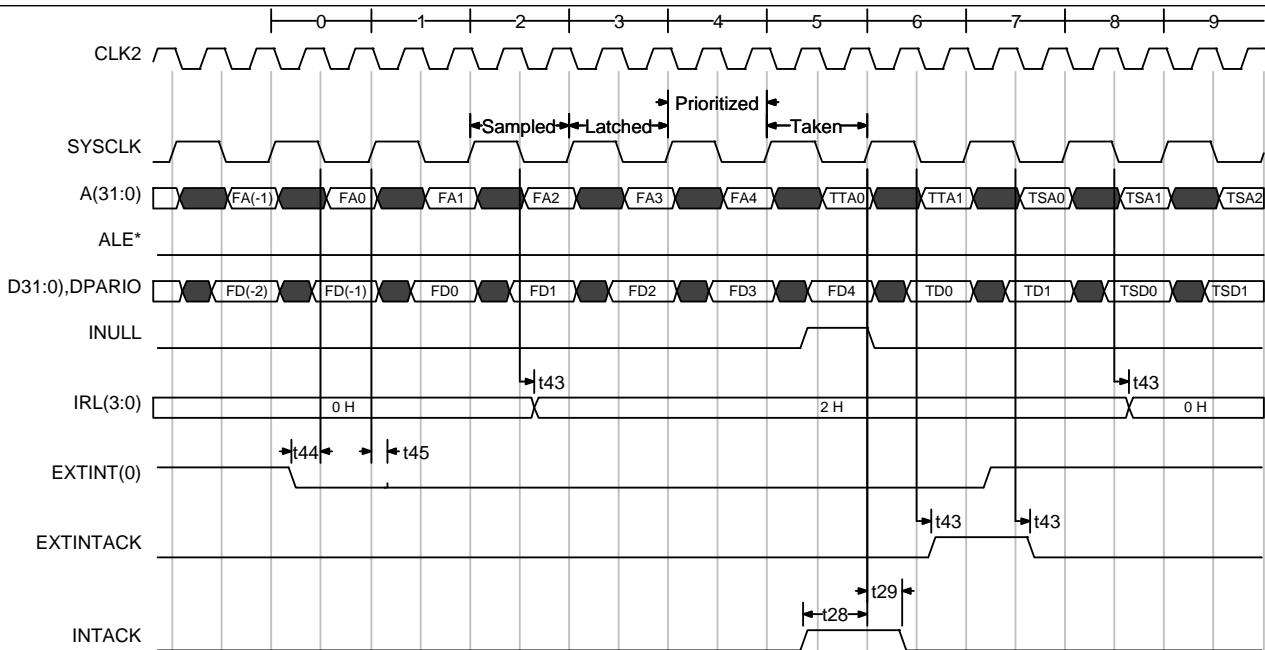 0 1 2 3 4 5 6 7 8 9
CLK2
Prioritized
Sampled Latched Taken
SYSCLK
A(31:0) FA(-1) FA0 FA1 FA2 FA3 FA4 TTA0 TTA1 TSA0 TSA1 TSA2
ALE*
D31:0),DPARIO FD(-2) FD(-1) FD0 FD1 FD2 FD3 FD4 TD0 TD1 TSD0 TSD1
INULL
t43 t43
IRL(3:0) 0 H 2 H 0 H
t44 t45
EXTINT(0)
t43 t43
EXTINTACK
t29
t28
INTACK